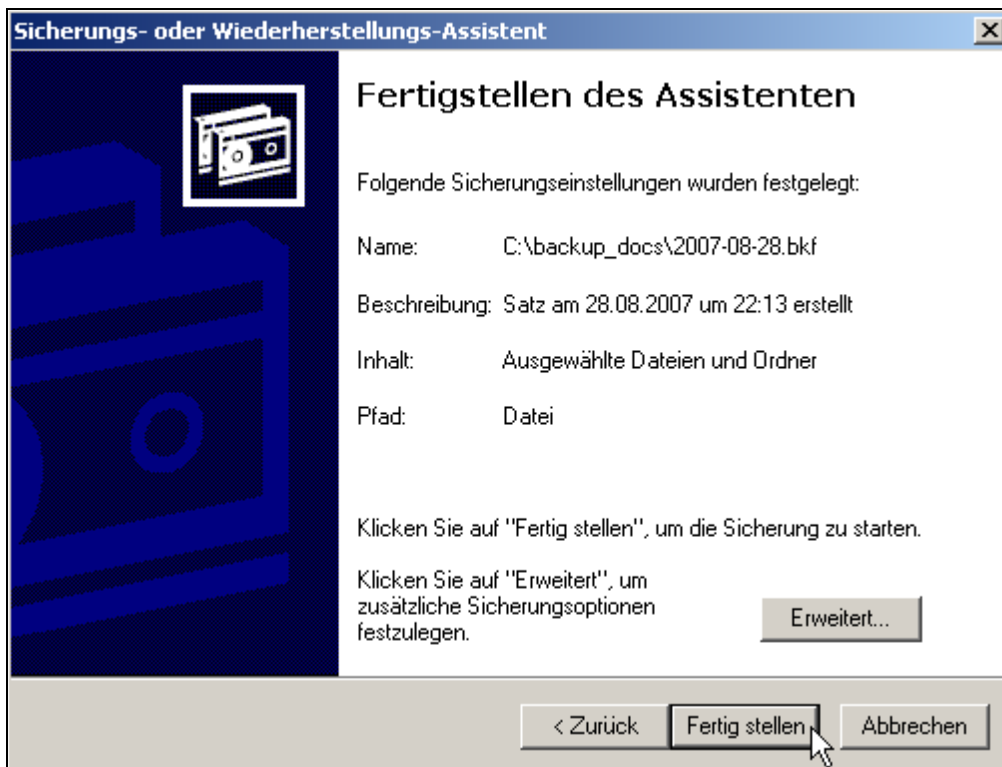 Sicherungs- oder Wiederherstellungs-Assistent
Fertigstellen des Assistenten
Folgende Sicherungseinstellungen wurden festgelegt:
Name: C:\backup_docs\2007-08-28.bkf
Beschreibung: Satz am 28.08.2007 um 22:13 erstellt
Inhalt: Ausgewählte Dateien und Ordner
Pfad: Datei
Klicken Sie auf "Fertig stellen", um die Sicherung zu starten.
Klicken Sie auf "Erweitert", um
zusätzliche Sicherungsoptionen
festzulegen.
Erweitert...
< Zurück Fertig stellen Abbrechen